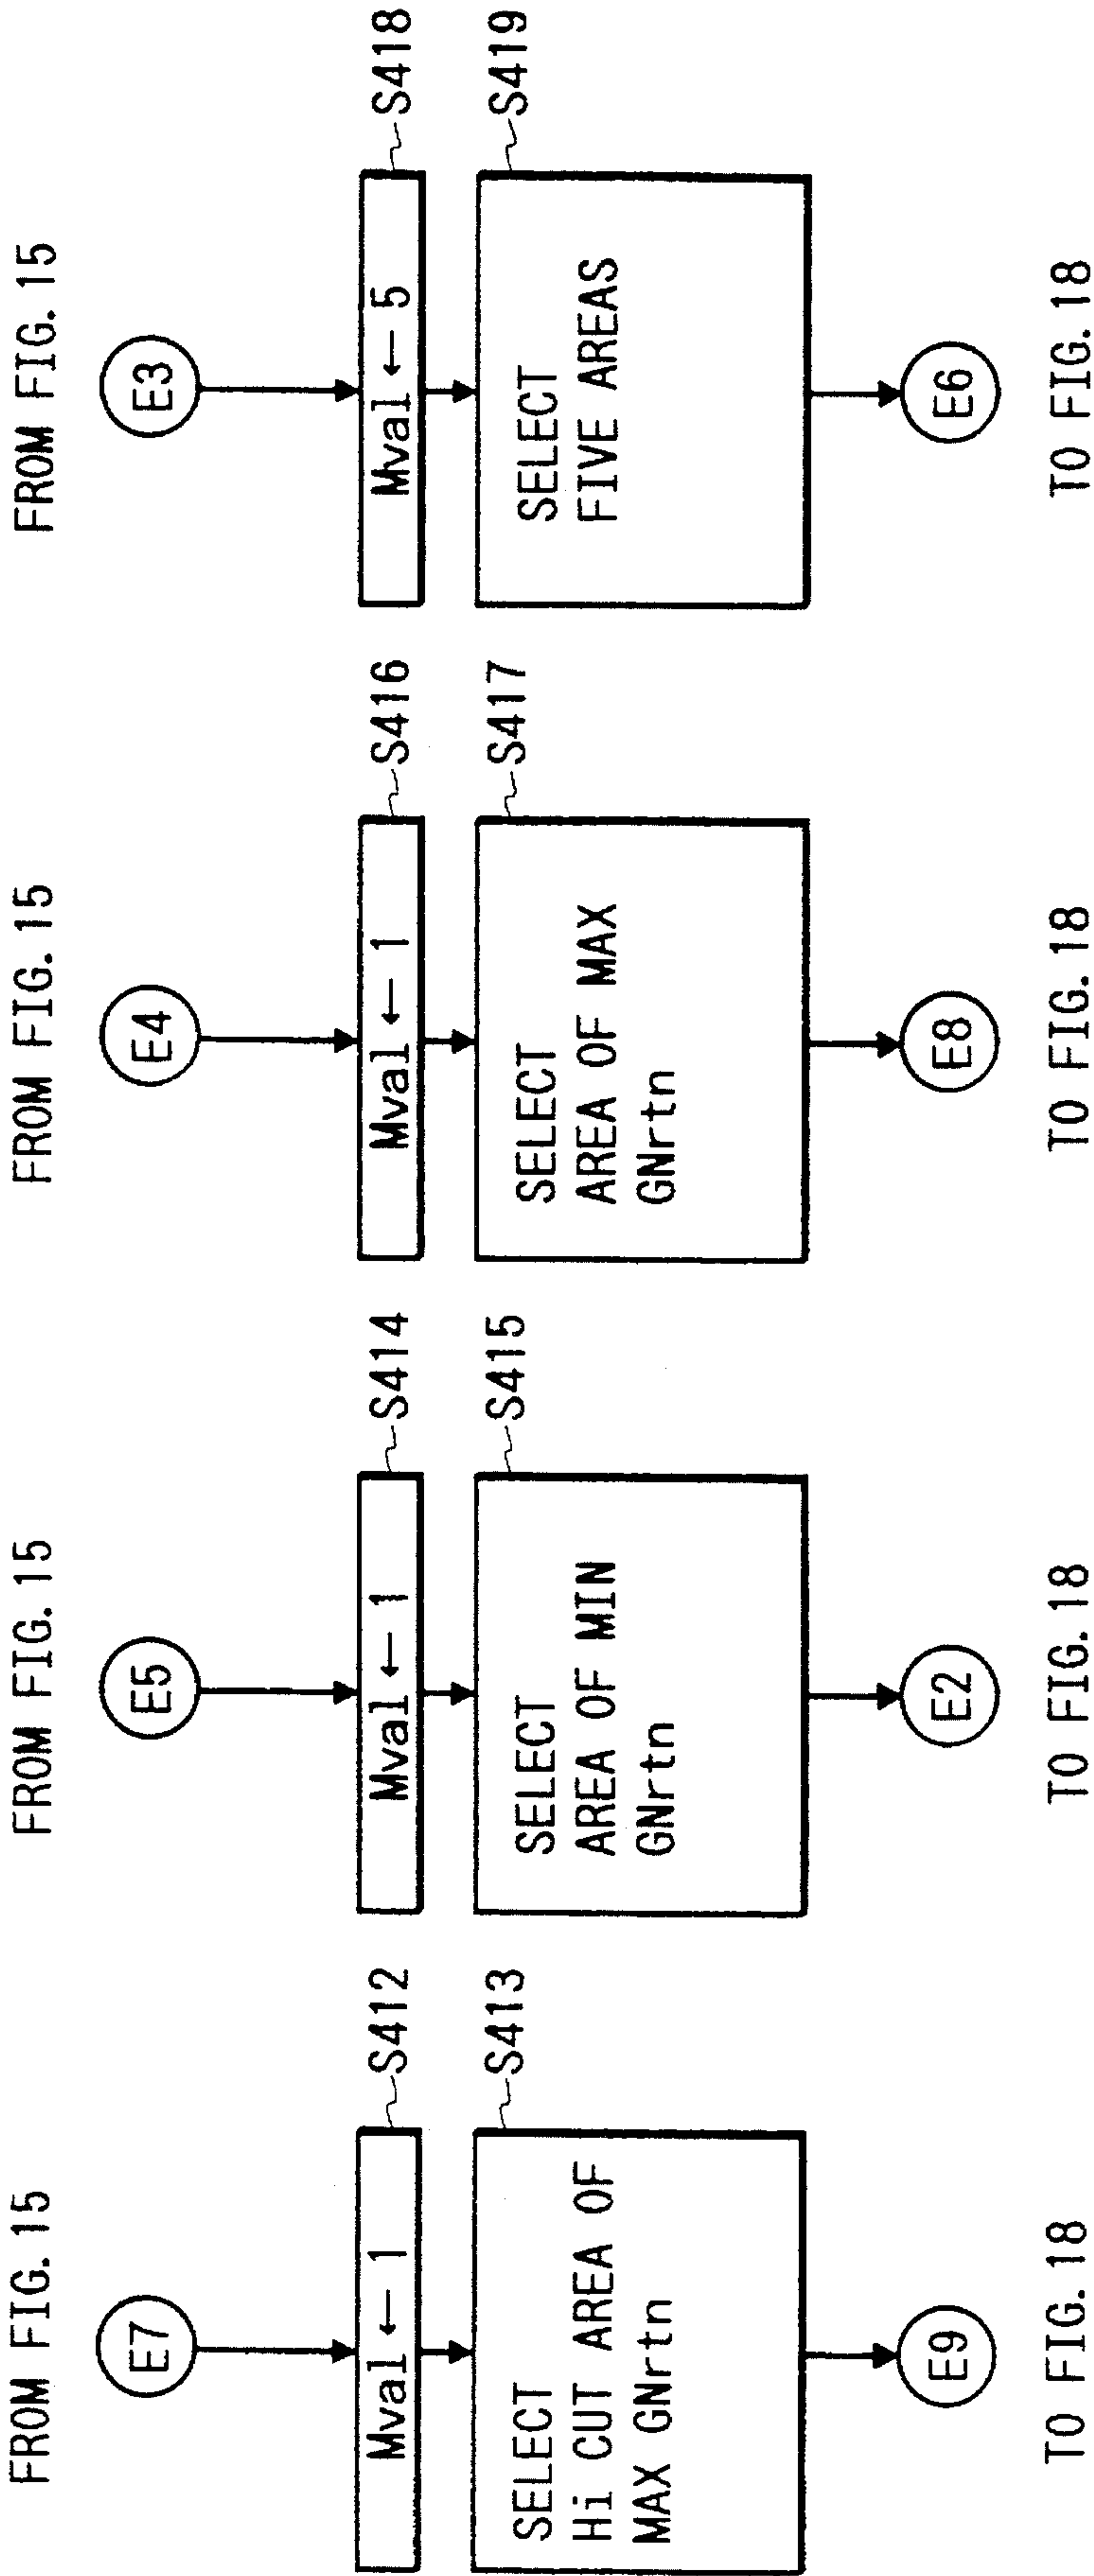 FROM FIG. 15
E7
Mval ← 1
S412
SELECT
Hi CUT AREA OF
MAX GNrtn
S413
E9
TO FIG. 18
FROM FIG. 15
E5
Mval ← 1
S414
SELECT
AREA OF MIN
GNrtn
S415
E2
TO FIG. 18
FROM FIG. 15
E4
Mval ← 1
S416
SELECT
AREA OF MAX
GNrtn
S417
E8
TO FIG. 18
FROM FIG. 15
E3
Mval ← 5
S418
SELECT
FIVE AREAS
S419
E6
TO FIG. 18